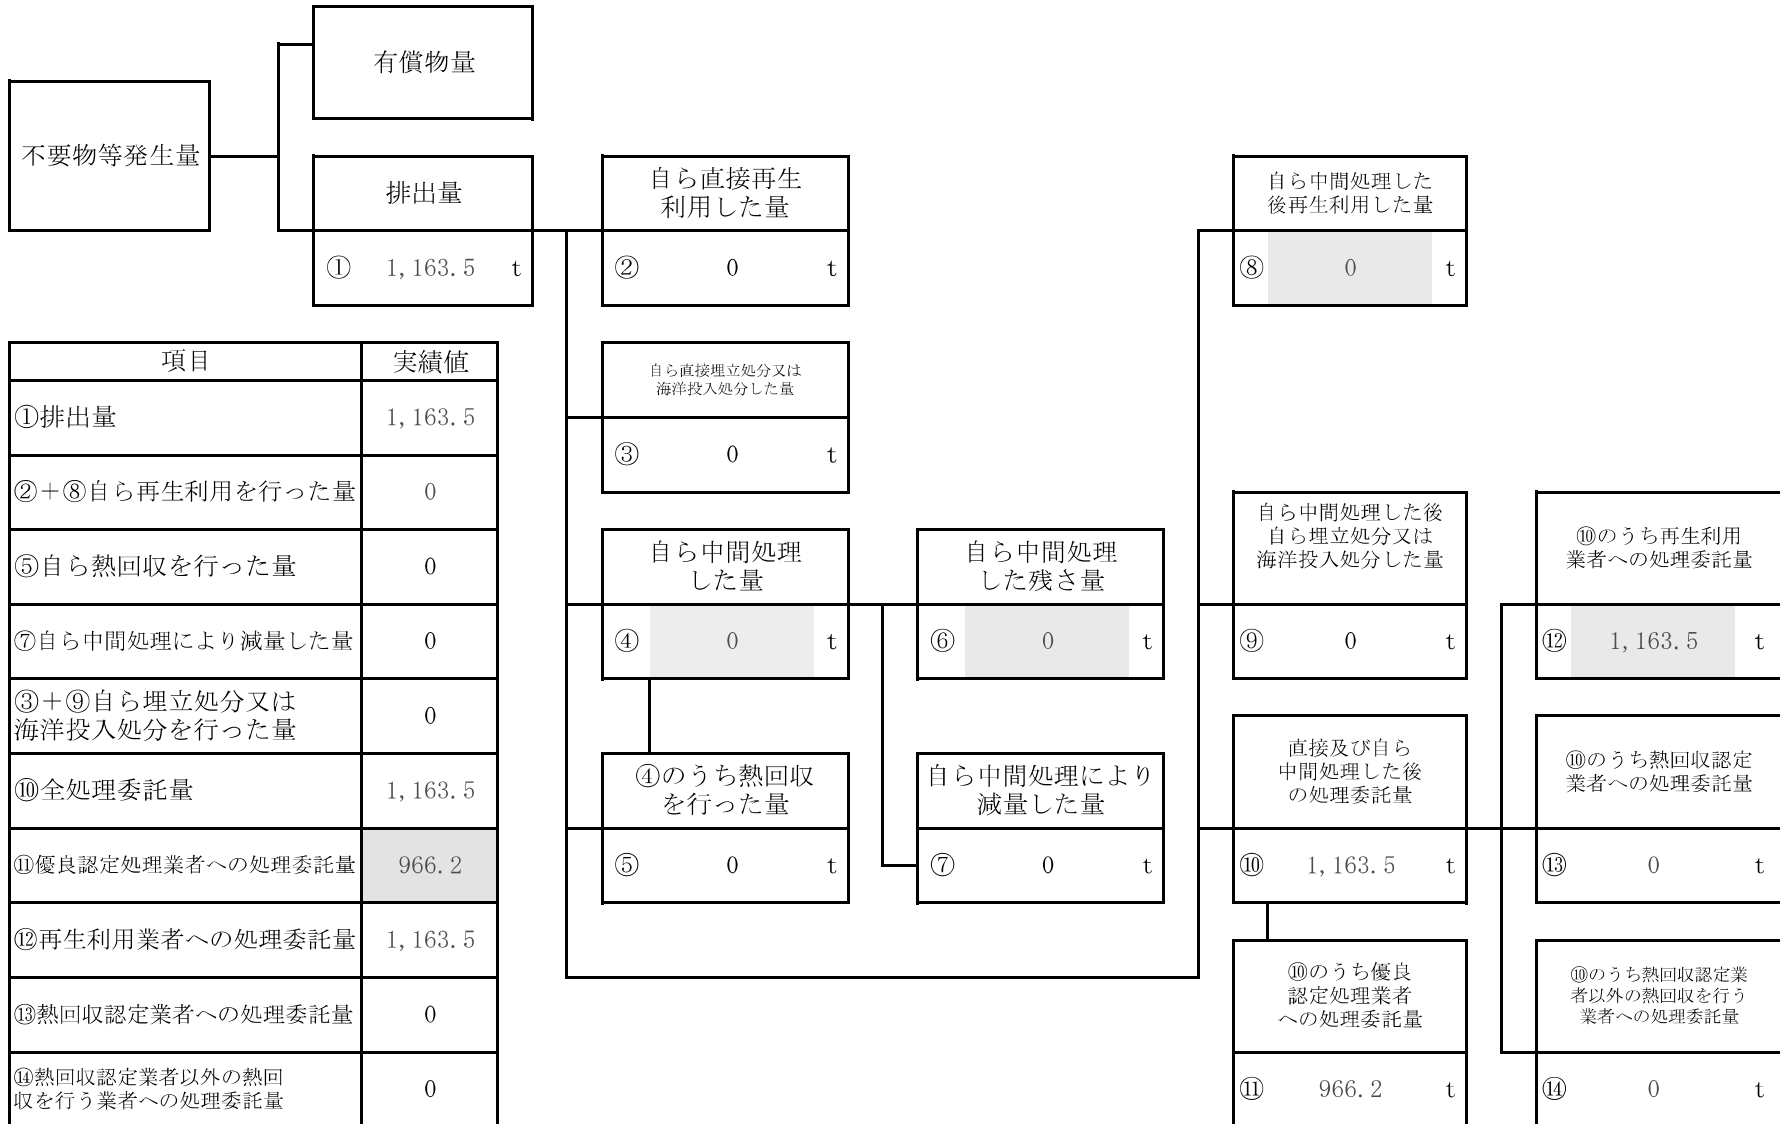 有償物量
不要物等発生量
排出量
① 1,163.5 t
自ら直接再生
利用した量
② 0 t
自ら中間処理した
後再生利用した量
⑧ 0 t
自ら直接埋立処分又は
海洋投入処分した量
③ 0 t
自ら中間処理
した量
④ 0 t
自ら中間処理
した残さ量
⑥ 0 t
自ら中間処理した後
自ら埋立処分又は
海洋投入処分した量
⑨ 0 t
⑩のうち再生利用
業者への処理委託量
⑫ 1,163.5 t
④のうち熱回収
を行った量
⑤ 0 t
自ら中間処理により
減量した量
⑦ 0 t
直接及び自ら
中間処理した後
の処理委託量
⑩ 1,163.5 t
⑩のうち熱回収認定
業者への処理委託量
⑬ 0 t
⑩のうち優良
認定処理業者
への処理委託量
⑪ 966.2 t
⑩のうち熱回収認定業
者以外の熱回収を行う
業者への処理委託量
⑭ 0 t
項目 実績値
①排出量 1,163.5
②＋⑧自ら再生利用を行った量 0
⑤自ら熱回収を行った量 0
⑦自ら中間処理により減量した量 0
③＋⑨自ら埋立処分又は
海洋投入処分を行った量 0
⑩全処理委託量 1,163.5
⑪優良認定処理業者への処理委託量 966.2
⑫再生利用業者への処理委託量 1,163.5
⑬熱回収認定業者への処理委託量 0
⑭熱回収認定業者以外の熱回
収を行う業者への処理委託量 0